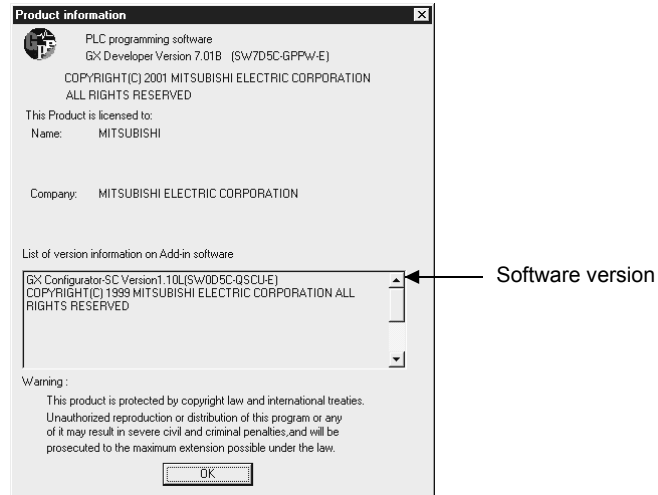 Product information
PLC programming software
GX Developer Version 7.01B (SW7D5C-GPPW-E)
COPYRIGHT(C) 2001 MITSUBISHI ELECTRIC CORPORATION
ALL RIGHTS RESERVED
This Product is licensed to:
Name: MITSUBISHI
Company: MITSUBISHI ELECTRIC CORPORATION
List of version information on Add-in software
GX Configurator-SC Version1.10L(SW0D5C-QSCU-E)
COPYRIGHT(C) 1999 MITSUBISHI ELECTRIC CORPORATION ALL
RIGHTS RESERVED
Software version
Warning :
This product is protected by copyright law and international treaties.
Unauthorized reproduction or distribution of this program or any
of it may result in severe civil and criminal penalties,and will be
prosecuted to the maximum extension possible under the law.
OK